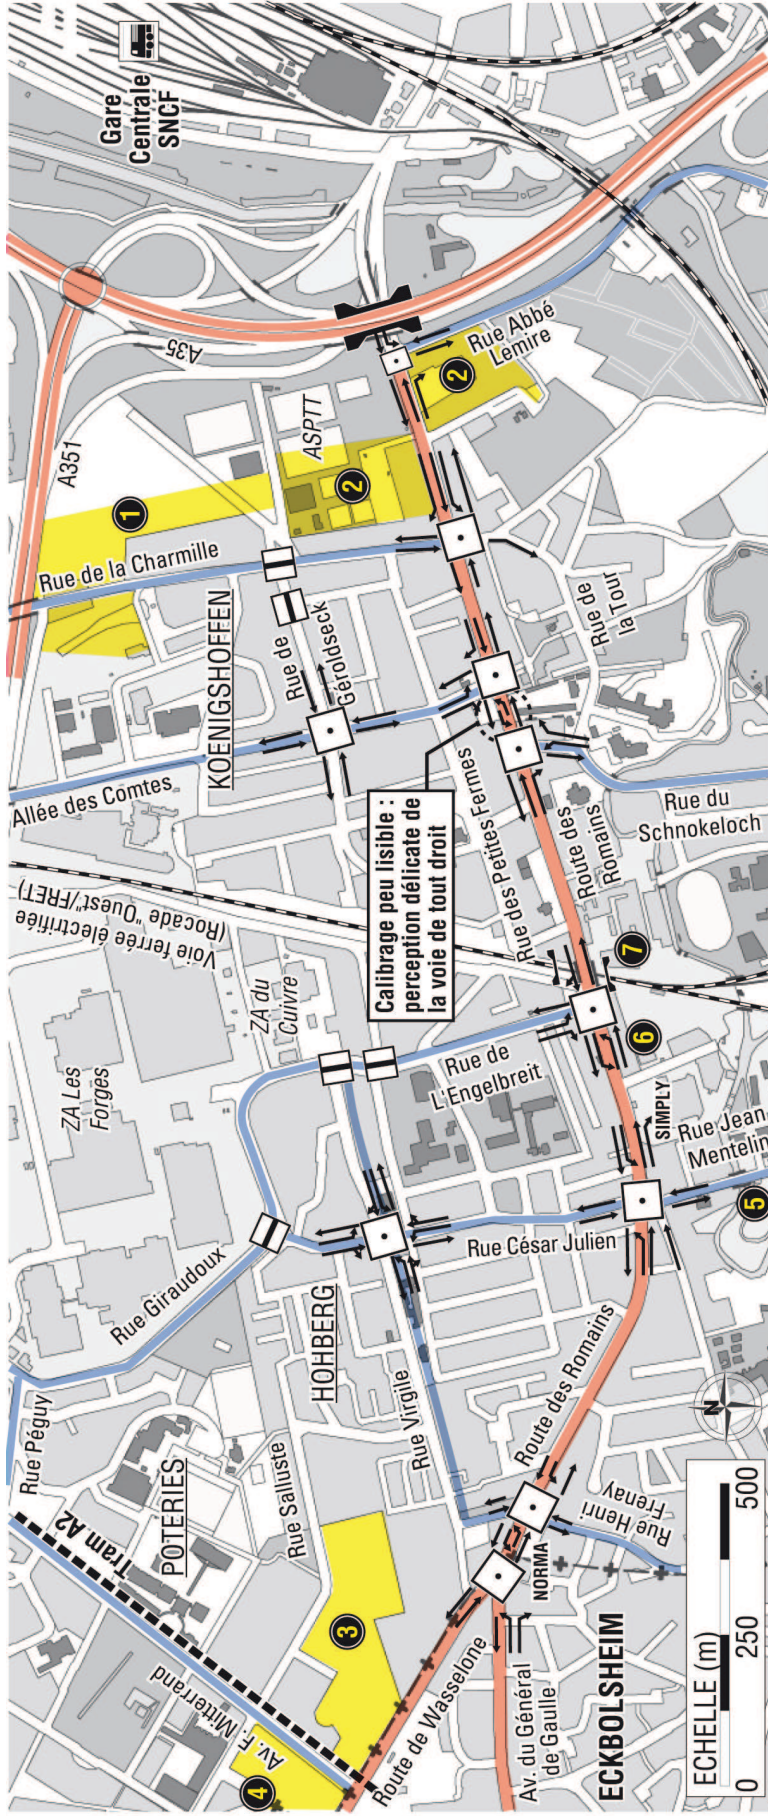 Gare
Centrale
SNCF
A35
A351
ASPTT
1
2
2
Rue Abbé
Lemire
Rue de la Charmille
KOENIGSHOFFEN
Rue de
Géroldseck
Rue de
la Tour
Allée des Comtes
Calibrage peu lisible :
perception délicate de
la voie de tout droit
Rue des Petites Fermes
Route des
Romains
Rue du
Schnokeloch
Voie ferrée électrifiée
(Rocade "Ouest"/FRET)
7
ZA du
Cuivre
ZA Les
Forges
Rue de
L'Engelbreit
6
SIMPLY
Rue Jean
Mentelin
5
Rue César Julien
Rue Giraudoux
HOHBERG
Rue Virgile
Route des Romains
Rue Péguy
POTERIES
Tram A2
Rue Salluste
Rue Henri
Frenay
NORMA
3
Av. F. Mitterrand
4
Route de Wasselone
Av. du Général
de Gaulle
ECKBOLSHEIM
N
ECHELLE (m)
0 250 500